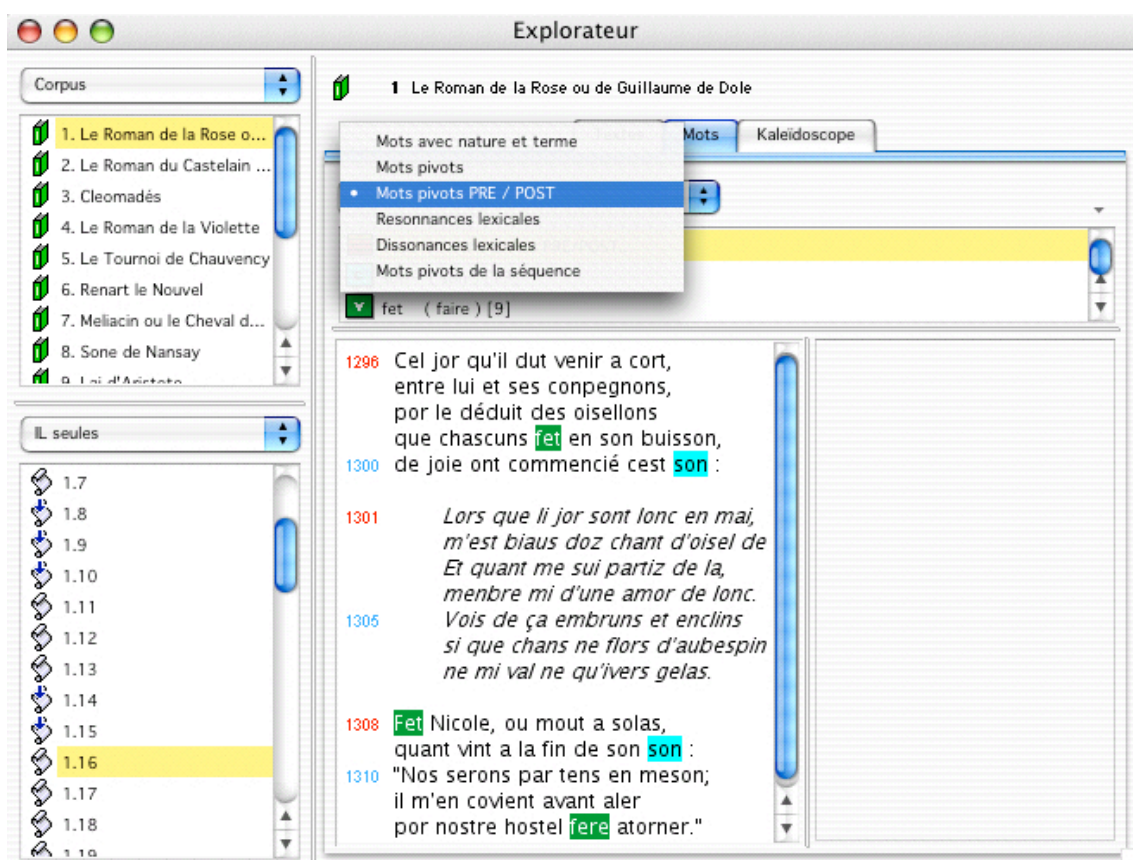 Explorateur
Corpus
1. Le Roman de la Rose o...
2. Le Roman du Castelain ...
3. Cleomadés
4. Le Roman de la Violette
5. Le Tournoi de Chauvency
6. Renart le Nouvel
7. Meliacin ou le Cheval d...
8. Sone de Nansay
9. Lai d'Aristote
IL seules
1.7
1.8
1.9
1.10
1.11
1.12
1.13
1.14
1.15
1.16
1.17
1.18
1.19
1 Le Roman de la Rose ou de Guillaume de Dole
Mots Kaleïdoscope
Mots avec nature et terme
Mots pivots
• Mots pivots PRE / POST
Resonnances lexicales
Dissonances lexicales
Mots pivots de la séquence
fet ( faire ) [9]
1296 Cel jor qu'il dut venir a cort,
entre lui et ses conpegnons,
por le déduit des oisellons
que chascuns fet en son buisson,
1300 de joie ont commencié cest son :
1301 Lors que li jor sont lonc en mai,
m'est biaus doz chant d'oisel de
Et quant me sui partiz de la,
menbre mi d'une amor de lonc.
1305 Vois de ça embruns et enclins
si que chans ne flors d'aubespin
ne mi val ne qu'ivers gelas.
1308 Fet Nicole, ou mout a solas,
quant vint a la fin de son son :
1310 "Nos serons par tens en meson;
il m'en covient avant aler
por nostre hostel fere atorner."